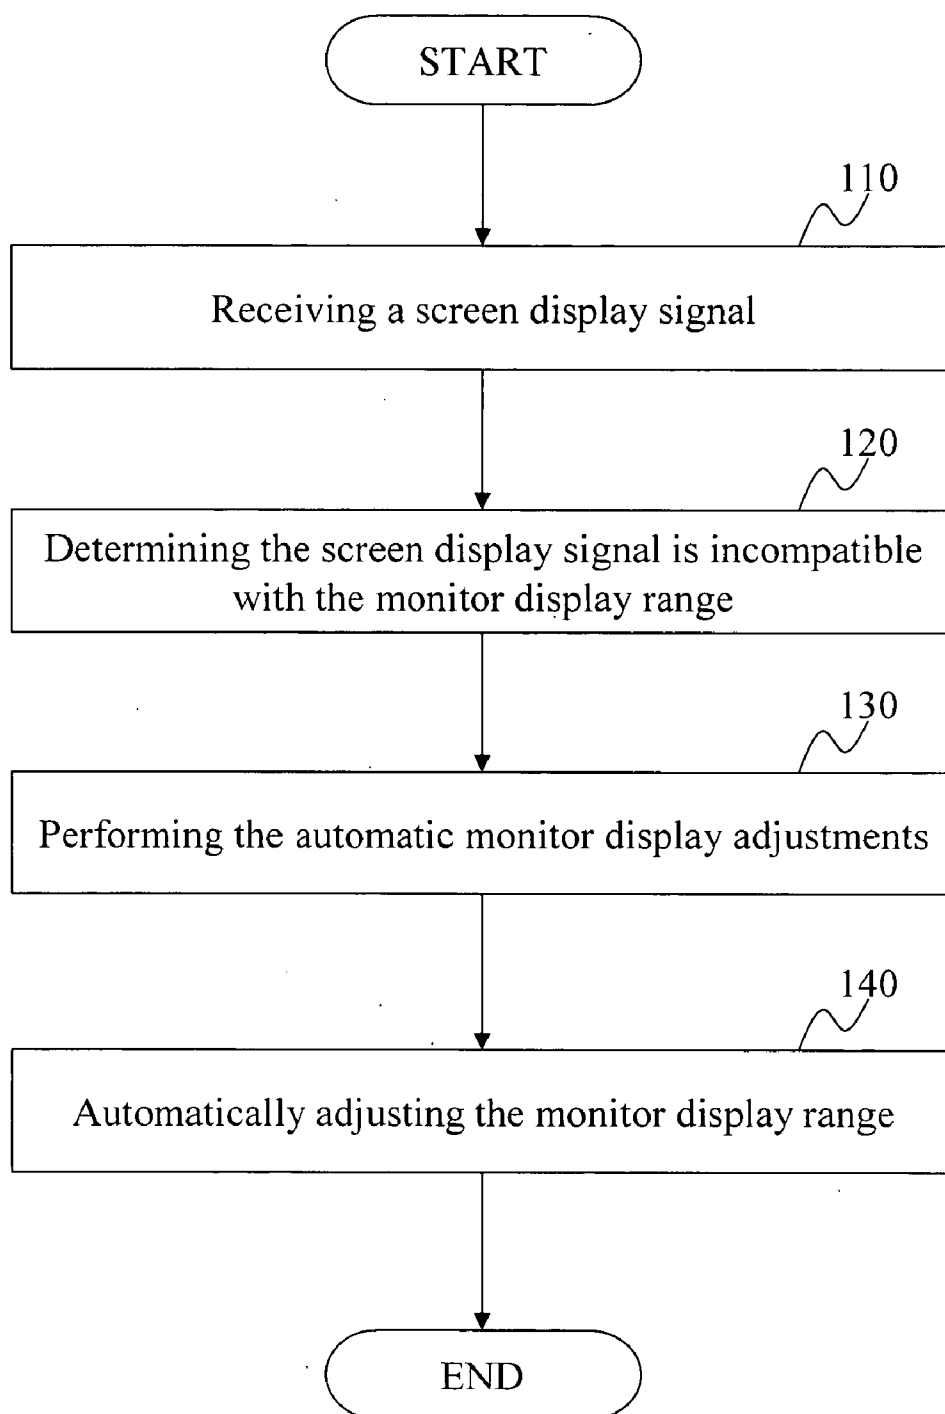 START
110
Receiving a screen display signal
120
Determining the screen display signal is incompatible
with the monitor display range
130
Performing the automatic monitor display adjustments
140
Automatically adjusting the monitor display range
END